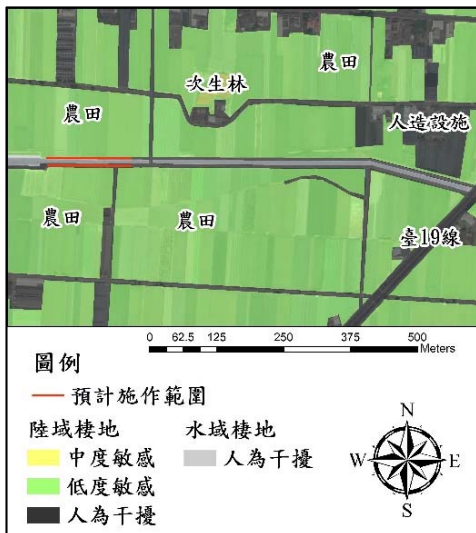 次生林
農田
農田
人造設施
農田
農田
臺19線
0 62.5 125 250 375 500
Meters
圖例
預計施作範圍
陸域棲地 水域棲地
中度敏感 人為干擾
低度敏感
人為干擾
N
W E
S